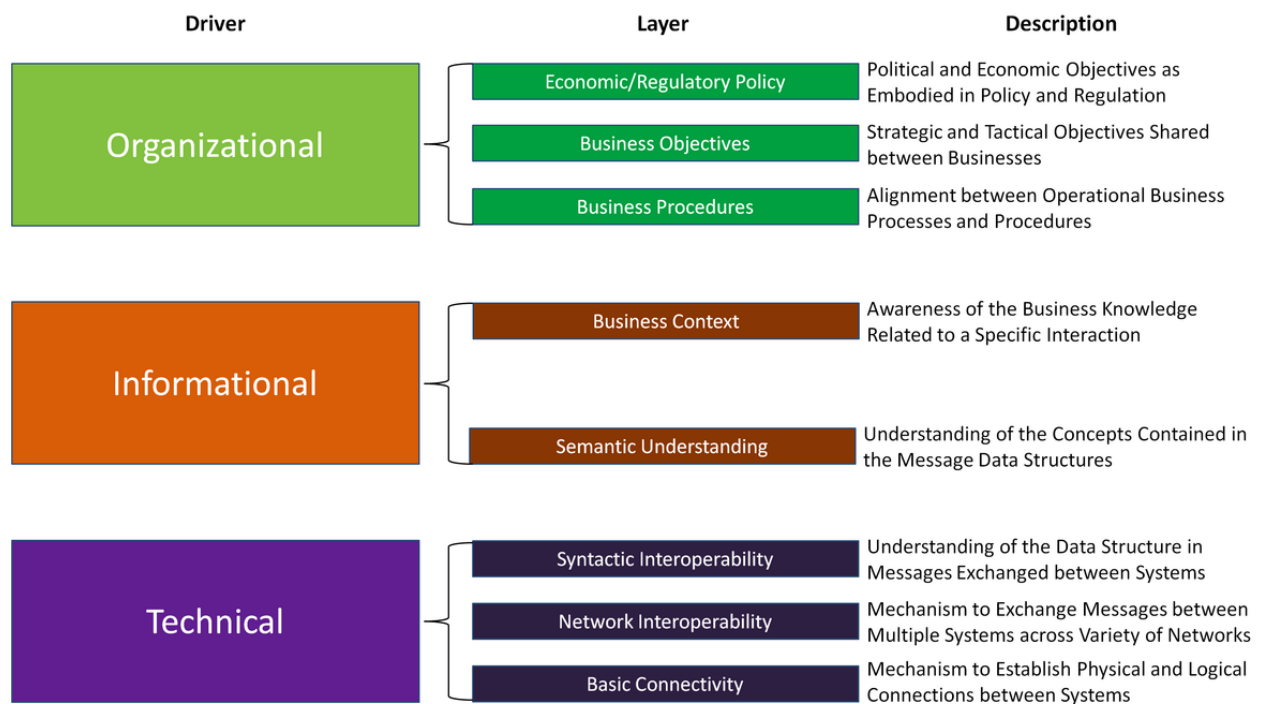 Driver
Layer
Description
Organizational
Economic/Regulatory Policy
Political and Economic Objectives as
Embodied in Policy and Regulation
Business Objectives
Strategic and Tactical Objectives Shared
between Businesses
Business Procedures
Alignment between Operational Business
Processes and Procedures
Informational
Business Context
Awareness of the Business Knowledge
Related to a Specific Interaction
Semantic Understanding
Understanding of the Concepts Contained in
the Message Data Structures
Technical
Syntactic Interoperability
Understanding of the Data Structure in
Messages Exchanged between Systems
Network Interoperability
Mechanism to Exchange Messages between
Multiple Systems across Variety of Networks
Basic Connectivity
Mechanism to Establish Physical and Logical
Connections between Systems